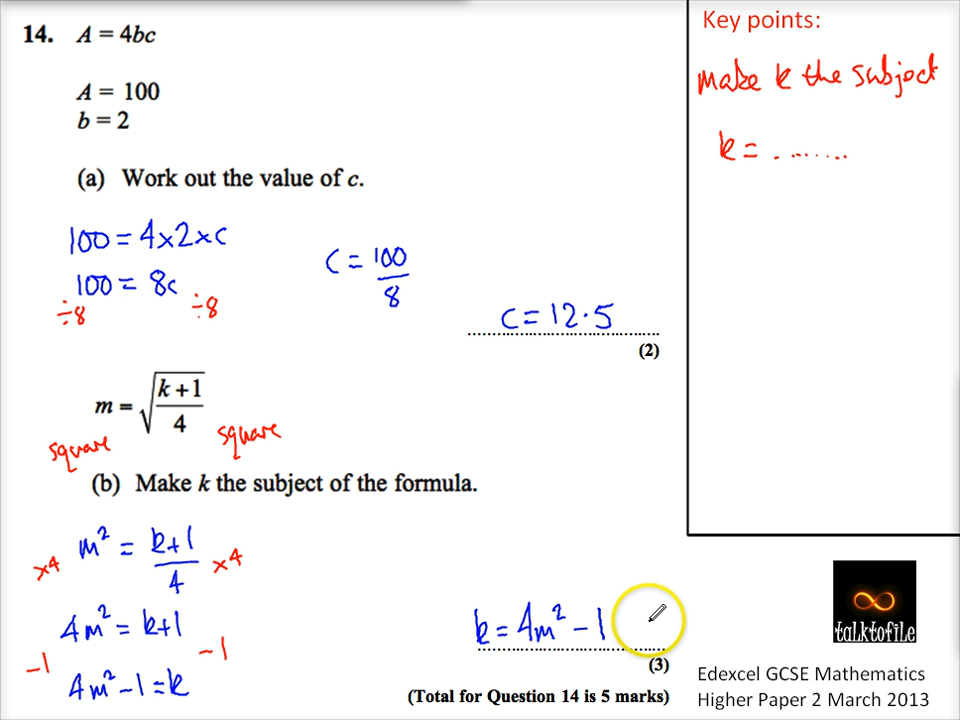 14. A = 4bc
A = 100
b = 2
(a) Work out the value of c.
100 = 4×2×c
100 = 8c
÷8 ÷8
c = 100/8
c = 12.5
(2)
m = √((k + 1)/4)
square square
(b) Make k the subject of the formula.
m² = (k+1)/4
×4 ×4
4m² = k+1
-1 -1
4m² - 1 = k
k = 4m² - 1
(3)
(Total for Question 14 is 5 marks)
Key points:
make k the subject
k = ........
talktofile
Edexcel GCSE Mathematics
Higher Paper 2 March 2013